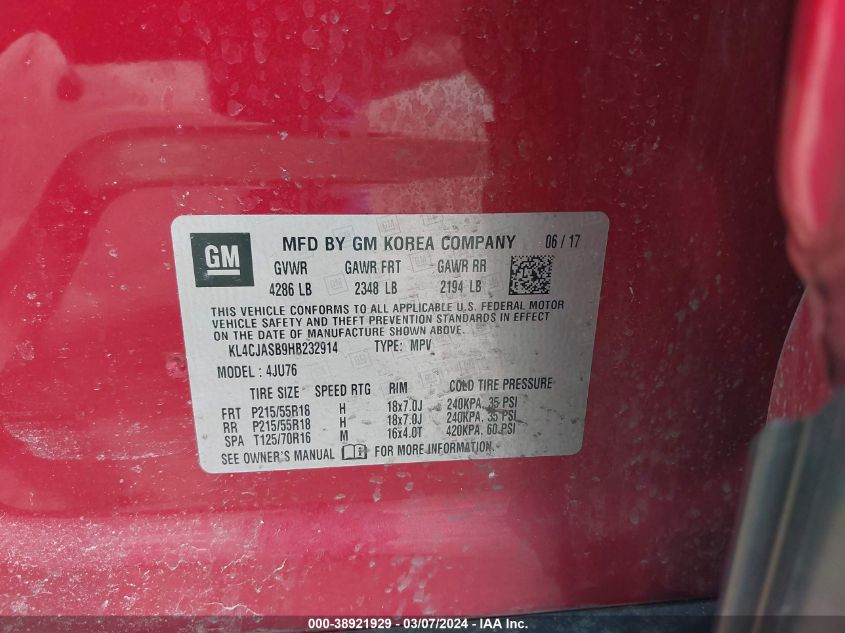 GM
MFD BY GM KOREA COMPANY 06 / 17
GVWR GAWR FRT GAWR RR
4286 LB 2348 LB 2194 LB
THIS VEHICLE CONFORMS TO ALL APPLICABLE U.S. FEDERAL MOTOR
VEHICLE SAFETY AND THEFT PREVENTION STANDARDS IN EFFECT
ON THE DATE OF MANUFACTURE SHOWN ABOVE.
KL4CJASB9HB232914 TYPE: MPV
MODEL: 4JU76
TIRE SIZE SPEED RTG RIM COLD TIRE PRESSURE
FRT P215/55R18 H 18x7.0J 240KPA, 35 PSI
RR P215/55R18 H 18x7.0J 240KPA, 35 PSI
SPA T125/70R16 M 16x4.0T 420KPA, 60 PSI
SEE OWNER'S MANUAL FOR MORE INFORMATION.
000-38921929 - 03/07/2024 - IAA Inc.